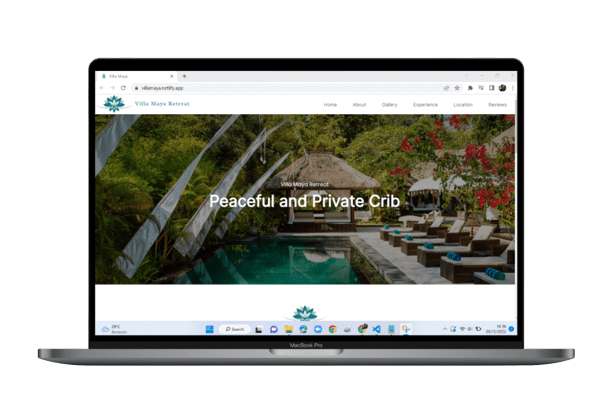 Villa Maya
villamaya.netlify.app
Villa Maya Retreat
Home About Gallery Experience Location Reviews
Villa Maya Retreat
Peaceful and Private Crib
29°C
Search
MacBook Pro